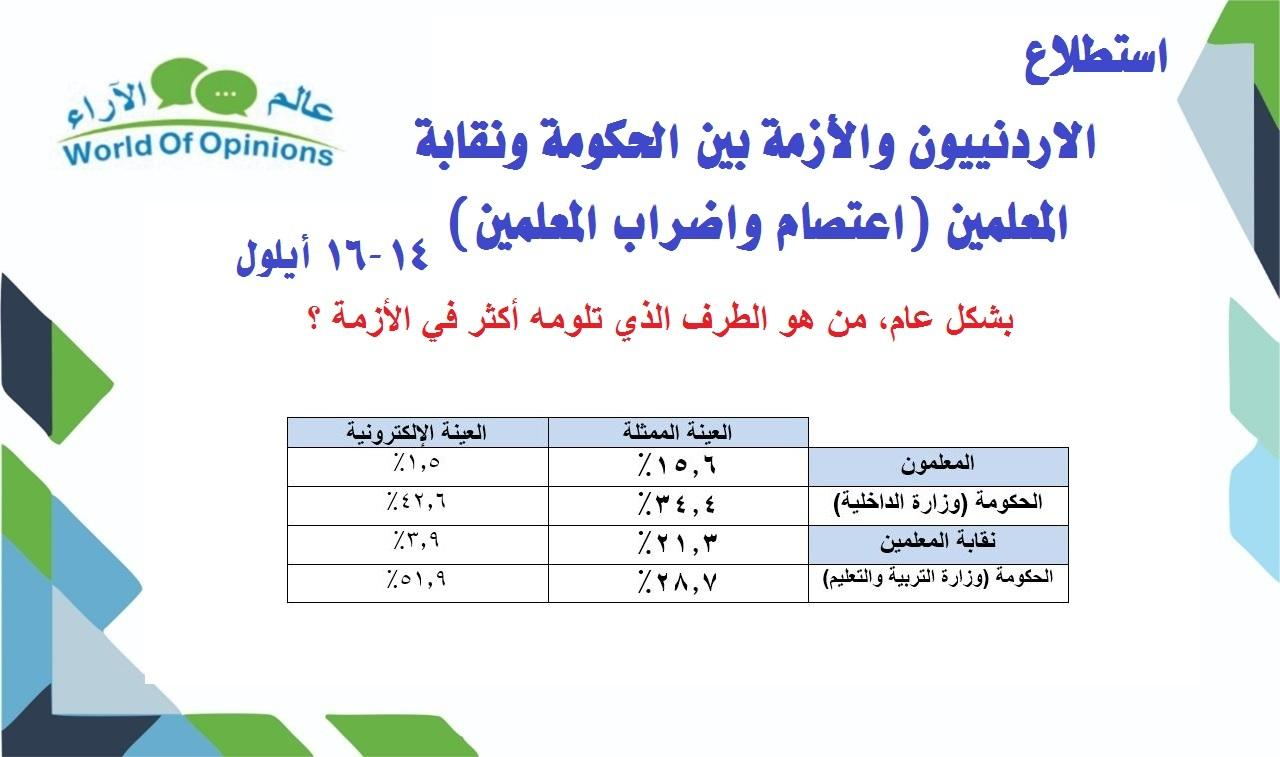 استطلاع
عالم الآراء
World Of Opinions
الاردنييون والأزمة بين الحكومة ونقابة
المعلمين (اعتصام واضراب المعلمين) ١٤-١٦ أيلول
بشكل عام، من هو الطرف الذي تلومه أكثر في الأزمة ؟
العينة الممثلة العينة الإلكترونية
المعلمون ١٥,٦٪ ١,٥٪
الحكومة (وزارة الداخلية) ٣٤,٤٪ ٤٢,٦٪
نقابة المعلمين ٢١,٣٪ ٣,٩٪
الحكومة (وزارة التربية والتعليم) ٢٨,٧٪ ٥١,٩٪